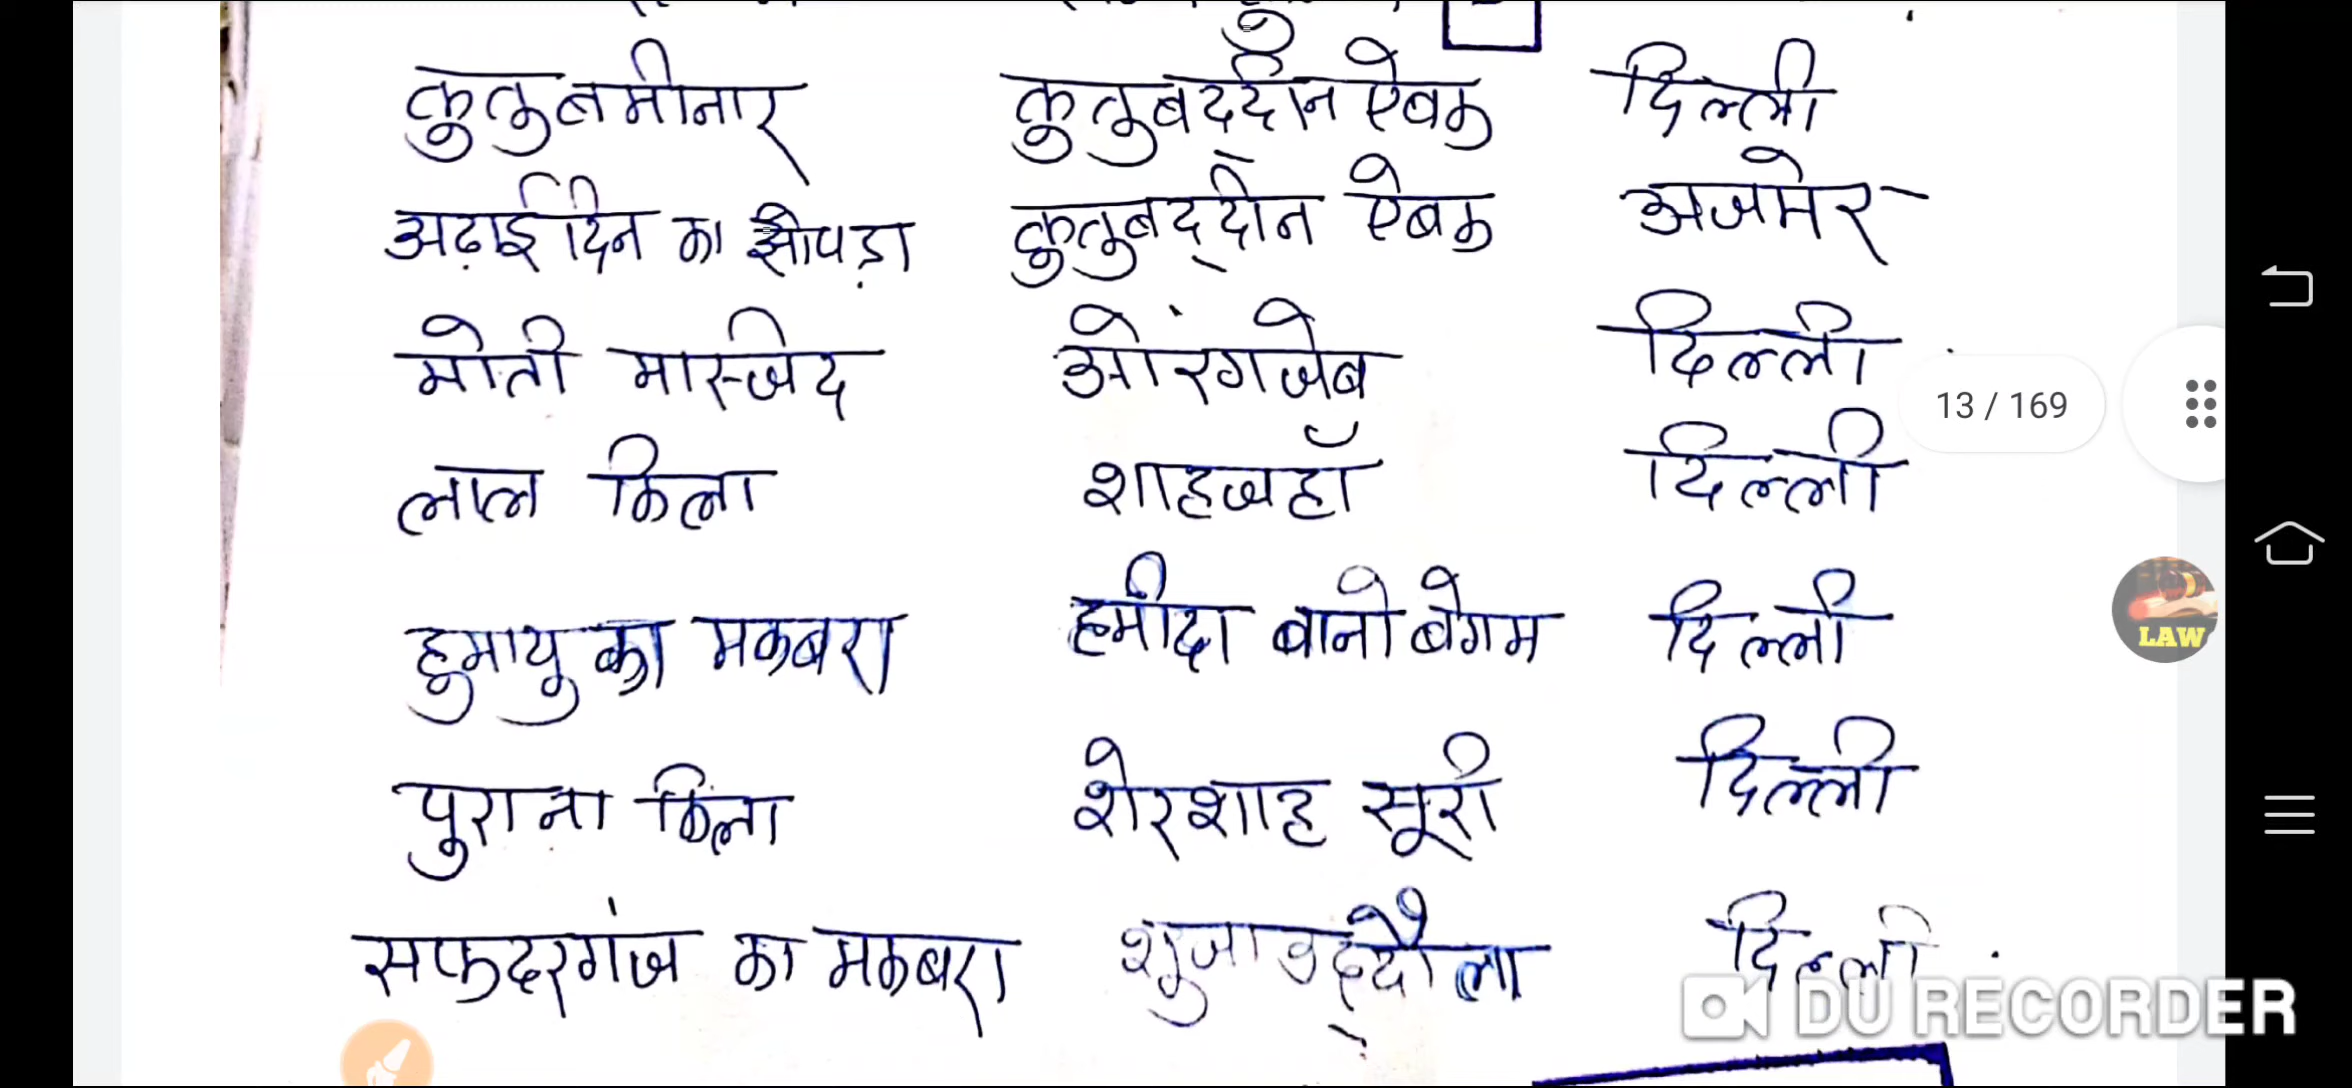 कुतुबमीनार कुतुबद्दीन ऐबक दिल्ली
अढ़ाई दिन का झोपड़ा कुतुबद्दीन ऐबक अजमेर
मोती मस्जिद ओरंगजेब दिल्ली
13 / 169
लाल किला शाहजहाँ दिल्ली
हुमायु का मकबरा हमीदा बानो बेगम दिल्ली
LAW
पुराना किला शेरशाह सूरी दिल्ली
सफदरगंज का मकबरा शुजाउद्दौला दिल्ली
DU RECORDER